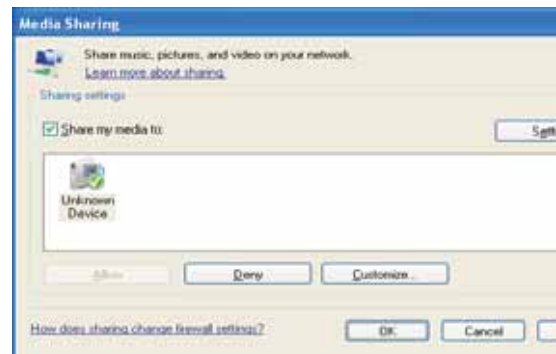 Media Sharing
Share music, pictures, and video on your network.
Learn more about sharing.
Sharing settings
Share my media to:
Unknown
Device
Allow
Deny
Customize...
How does sharing change firewall settings?
OK
Cancel